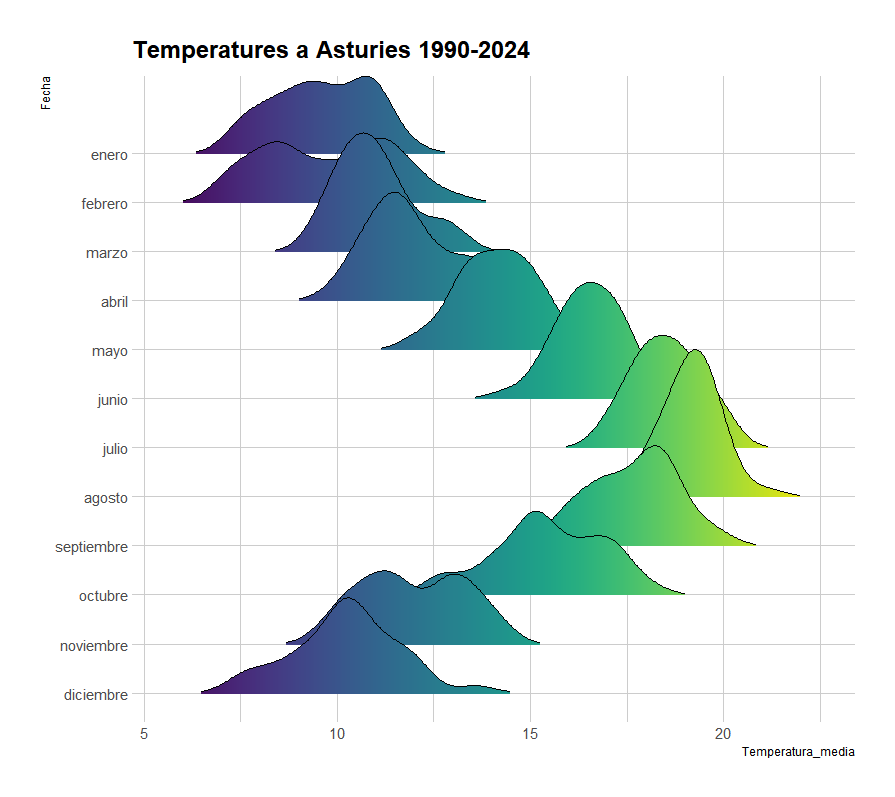 Temperatures a Asturies 1990-2024
Fecha
enero
febrero
marzo
abril
mayo
junio
julio
agosto
septiembre
octubre
noviembre
diciembre
5 10 15 20
Temperatura_media